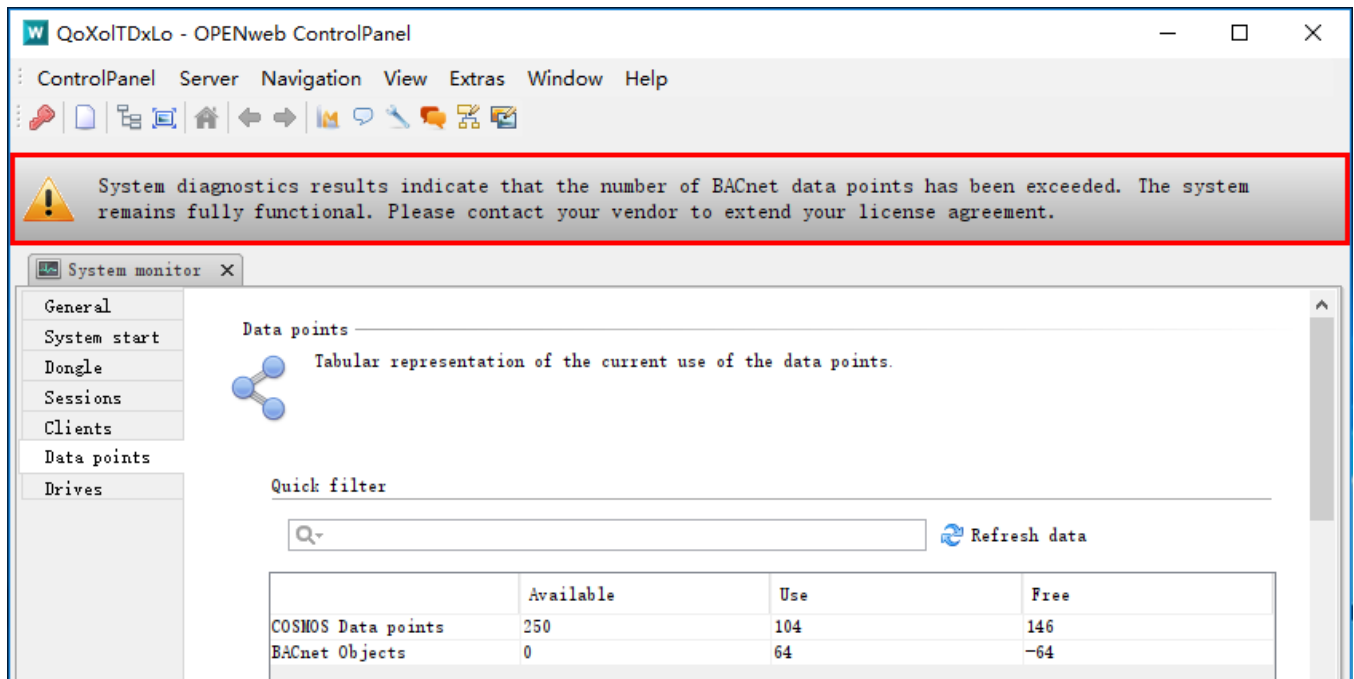 W QoXolTDxLo - OPENweb ControlPanel
ControlPanel Server Navigation View Extras Window Help
System diagnostics results indicate that the number of BACnet data points has been exceeded. The system
remains fully functional. Please contact your vendor to extend your license agreement.
System monitor
General
System start
Dongle
Sessions
Clients
Data points
Drives
Data points
Tabular representation of the current use of the data points.
Quick filter
Refresh data
Available Use Free
COSMOS Data points 250 104 146
BACnet Objects 0 64 -64